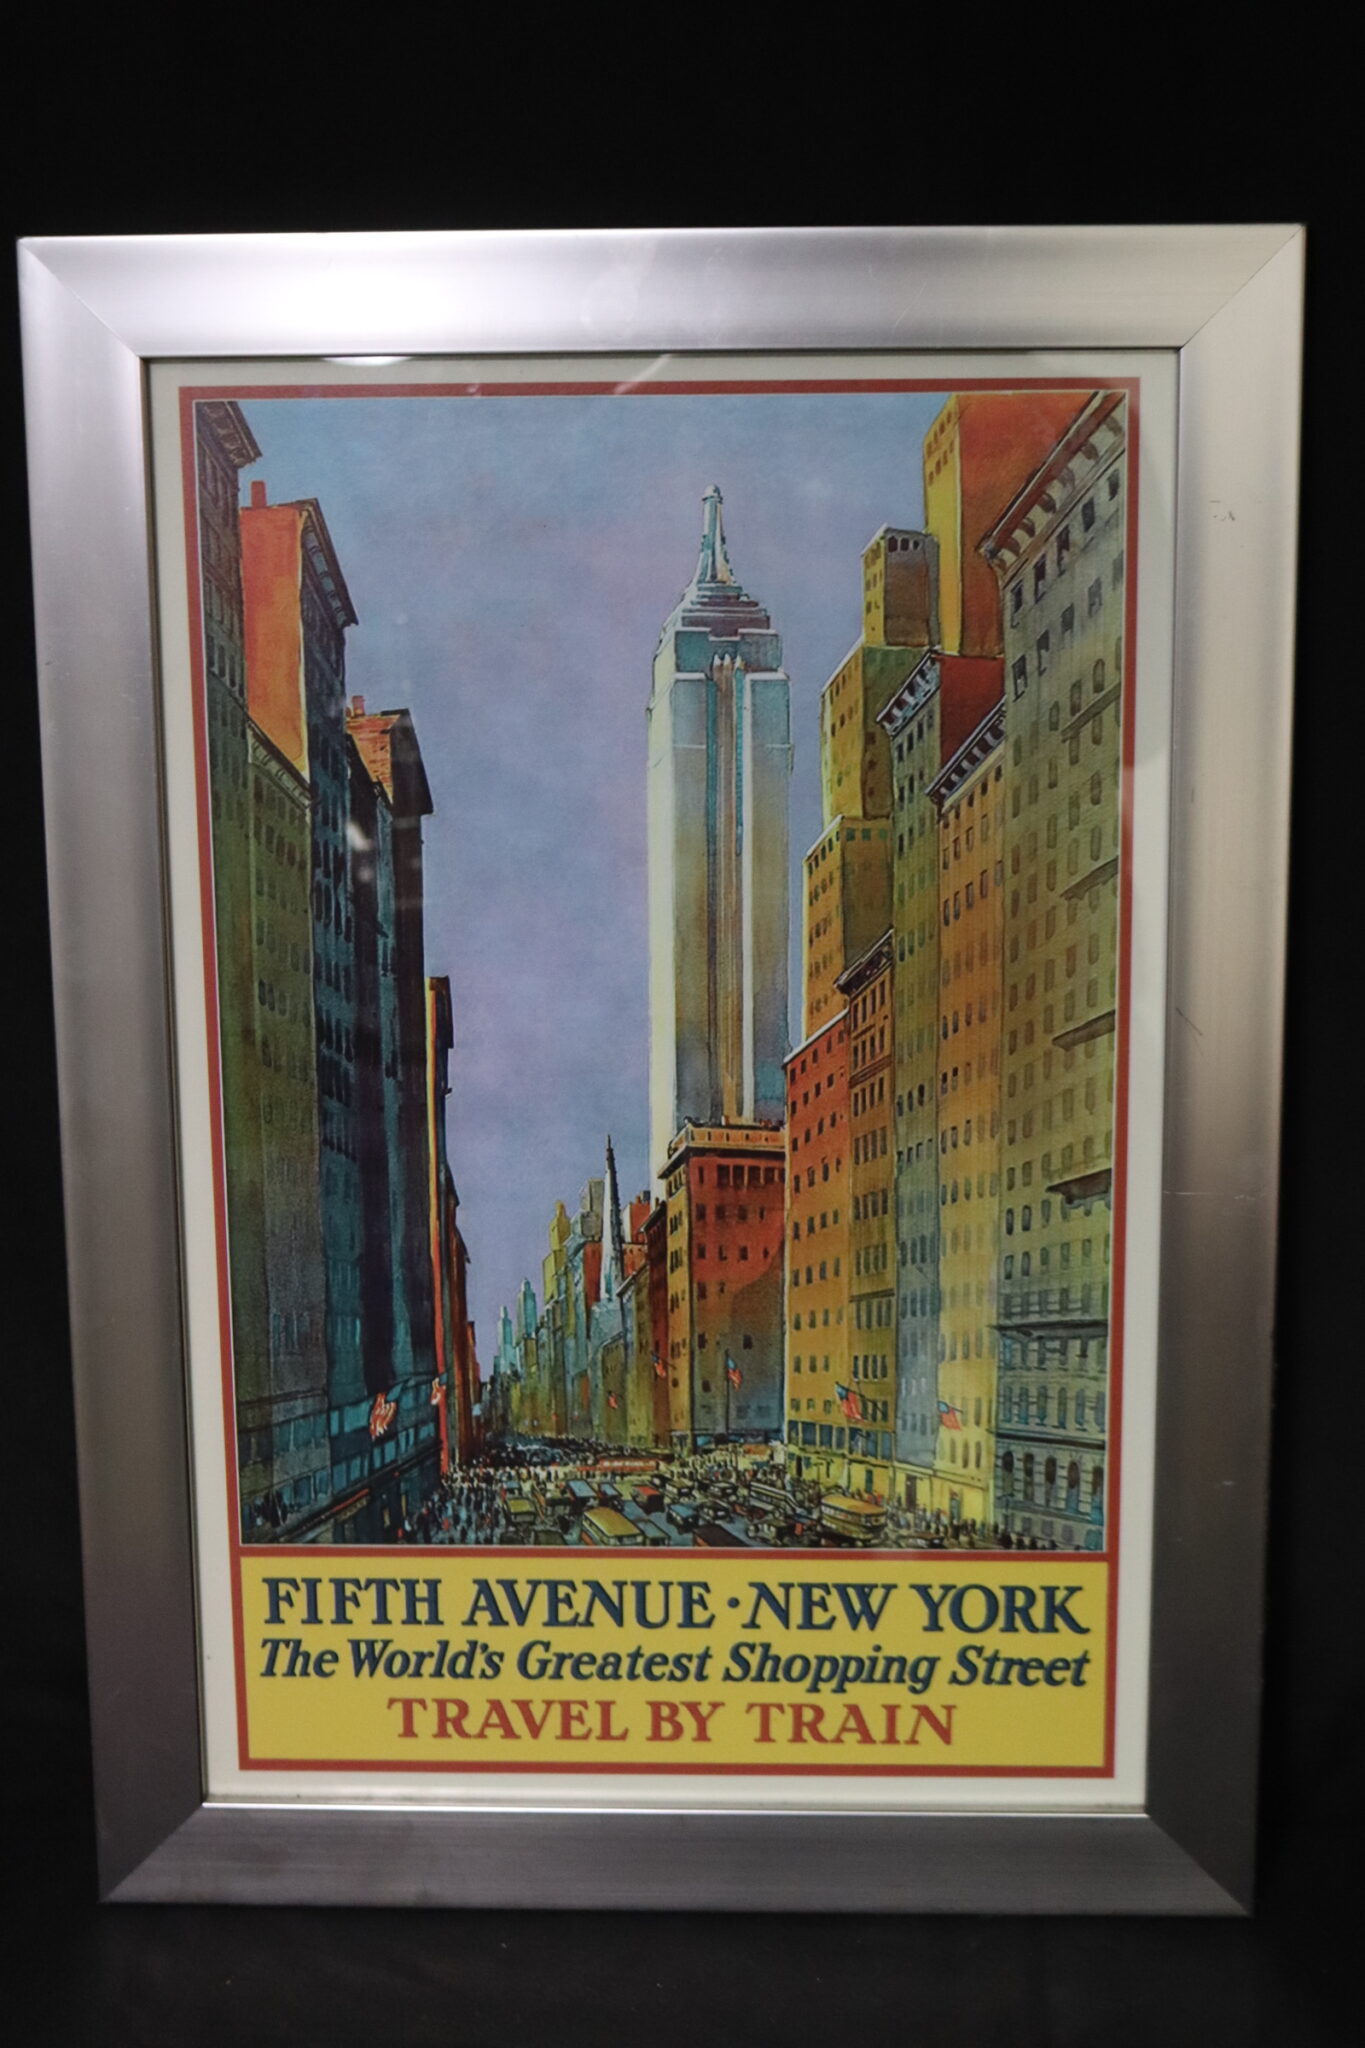 FIFTH AVENUE · NEW YORK
The World's Greatest Shopping Street
TRAVEL BY TRAIN